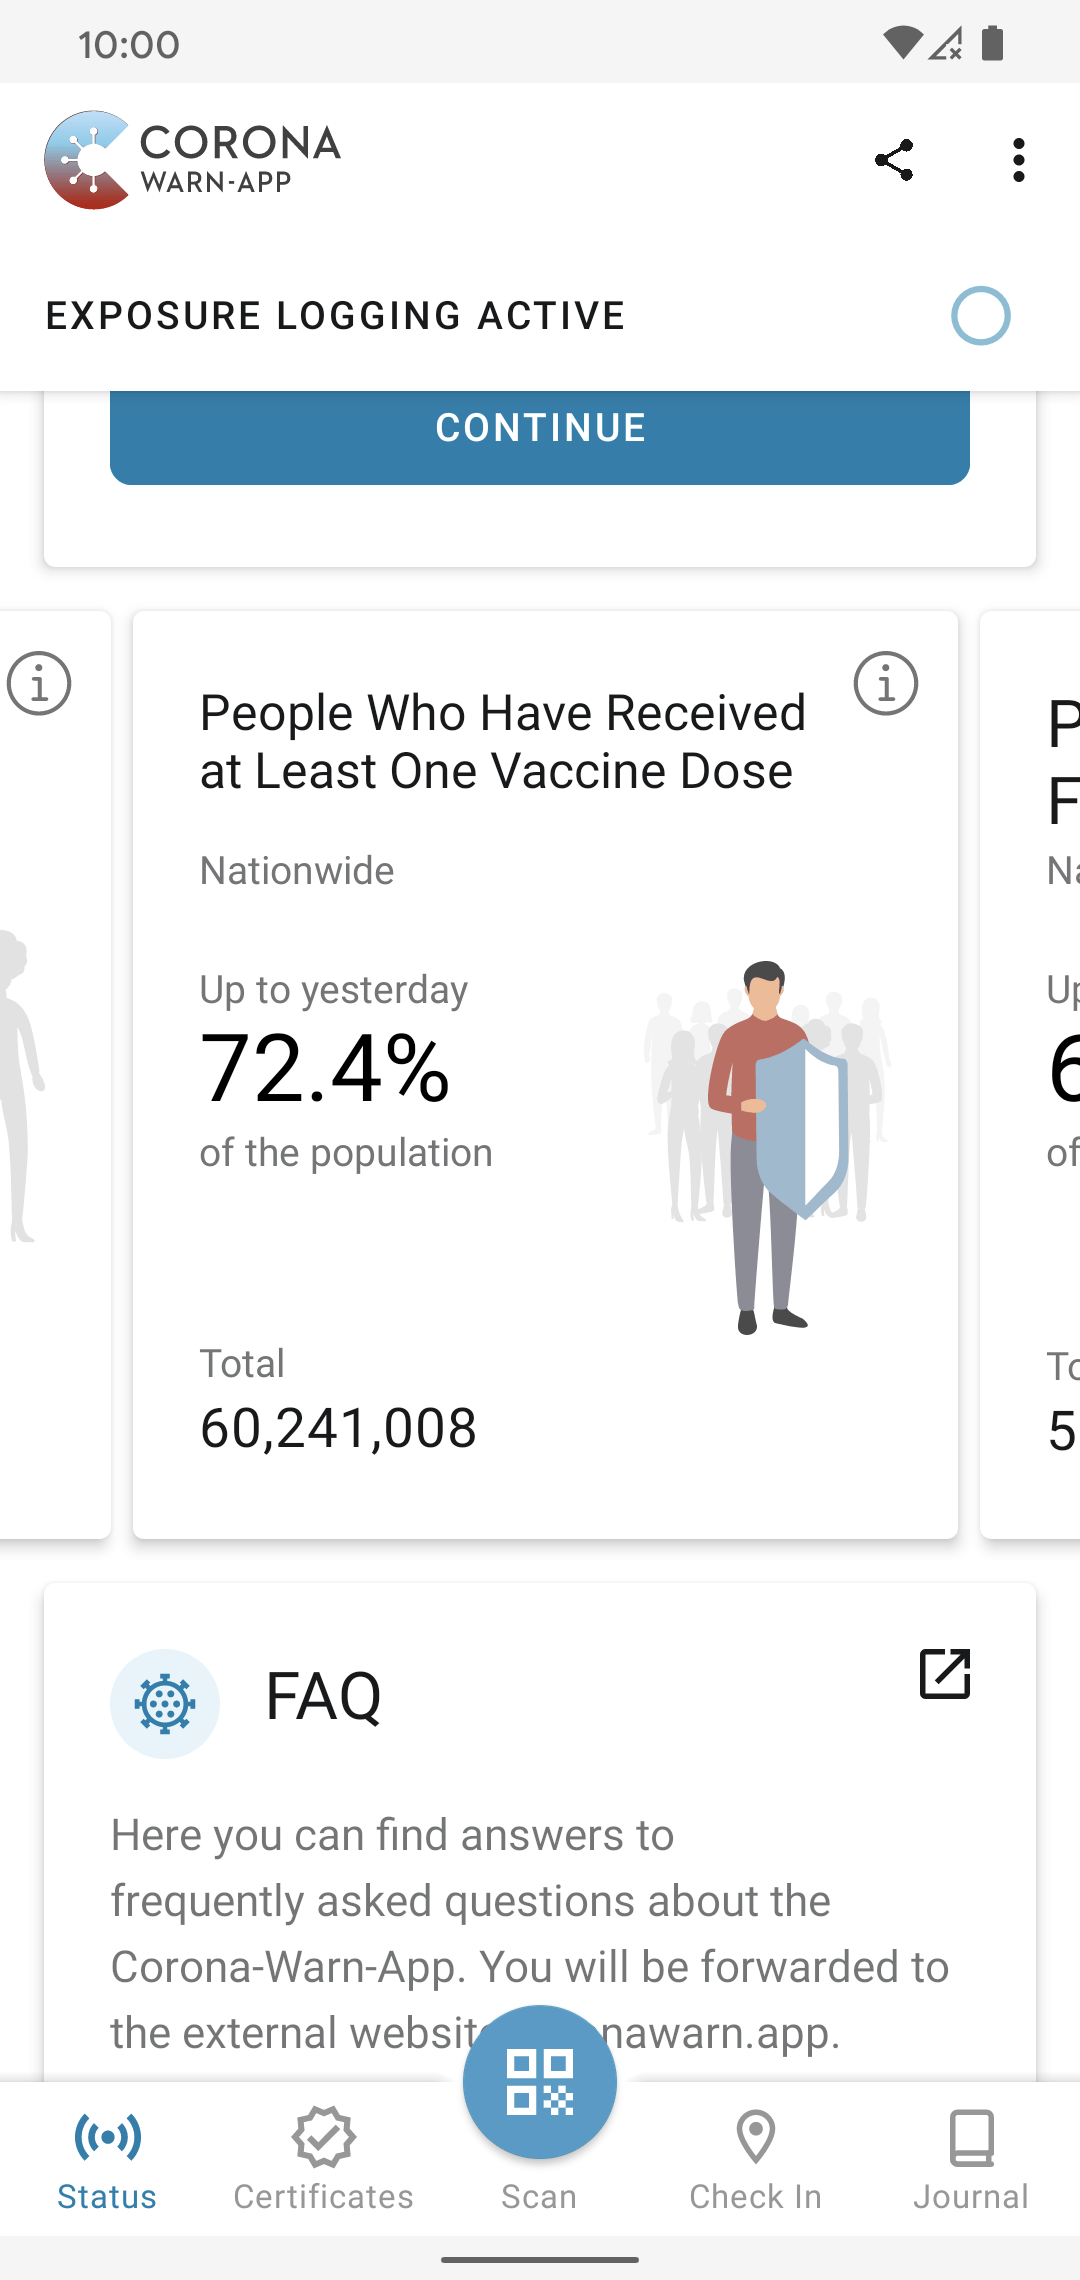 10:00
CORONA
WARN-APP
EXPOSURE LOGGING ACTIVE
CONTINUE
People Who Have Received
at Least One Vaccine Dose
Nationwide
Up to yesterday
72.4%
of the population
Total
60,241,008
P
F
Na
Up
6
of
To
5
FAQ
Here you can find answers to
frequently asked questions about the
Corona-Warn-App. You will be forwarded to
the external nawarn.app.
Status
Certificates
Scan
Check In
Journal